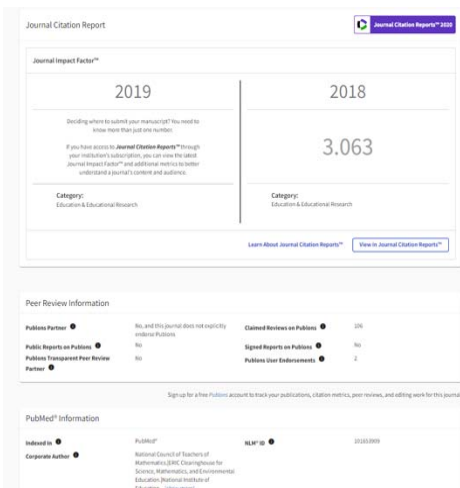 Journal Citation Report
Journal Citation Reports™ 2020
Journal Impact Factor™
2019
2018
Deciding where to submit your manuscript? You need to
know more than just one number.
If you have access to Journal Citation Reports™ through
your institution's subscription, you can view the latest
Journal Impact Factor™ and additional metrics to better
understand a journal's content and audience.
3.063
Category:
Education & Educational Research
Category:
Education & Educational Research
Learn About Journal Citation Reports™
View in Journal Citation Reports™
Peer Review Information
Publons Partner
No, and this journal does not explicitly
endorse Publons
Claimed Reviews on Publons
Public Reports on Publons
No
Signed Reports on Publons
No
Publons Transparent Peer Review
Partner
No
Publons User Endorsements
2
Sign up for a free Publons account to track your publications, citation metrics, peer reviews, and editing work for this journal
PubMed® Information
Indexed In
PubMed®
NLM® ID
Corporate Author
National Council of Teachers of
Mathematics.|ERIC Clearinghouse for
Science, Mathematics, and Environmental
Education.|National Institute of